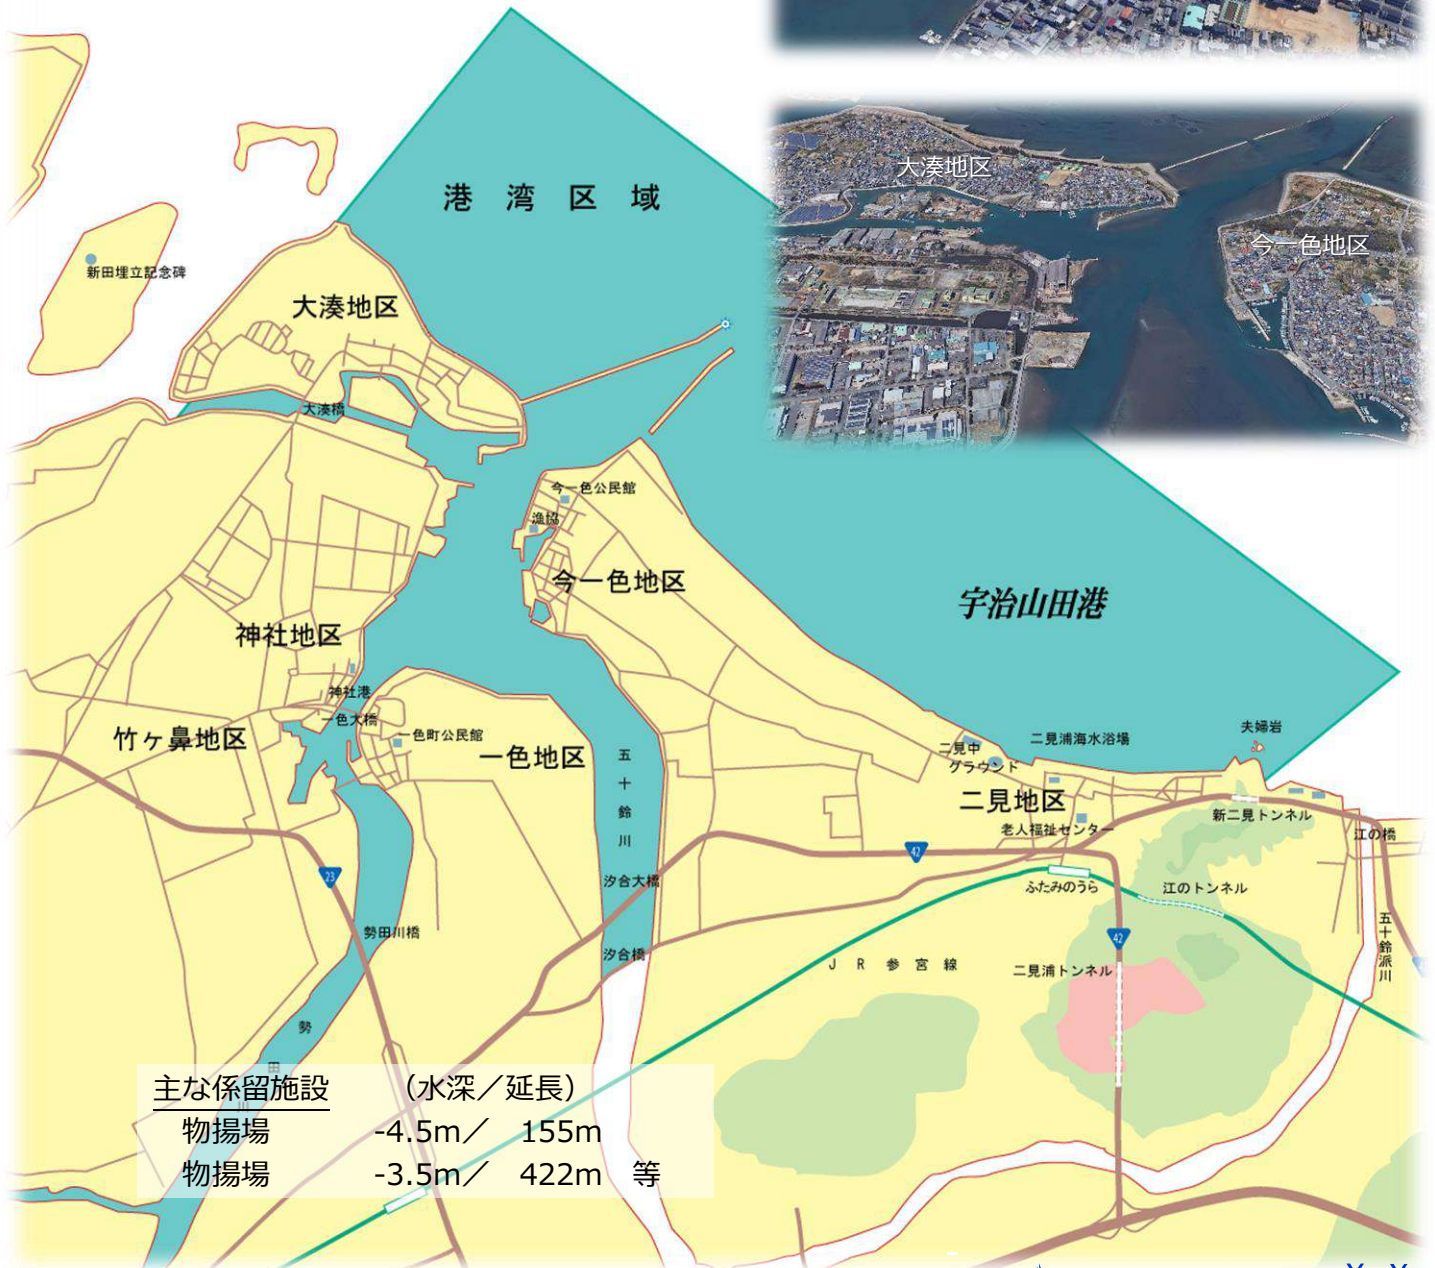 大湊地区
今一色地区
港湾区域
新田埋立記念碑
大湊地区
大湊橋
今一色公民館
漁協
今一色地区
宇治山田港
神社地区
神社港
一色大橋
竹ヶ鼻地区
一色町公民館
一色地区
五十鈴川
二見中
グラウンド
二見浦海水浴場
夫婦岩
二見地区
老人福祉センター
新二見トンネル
江の橋
42
23
汐合大橋
ふたみのうら
江のトンネル
勢田川橋
汐合橋
JR参宮線
42
二見浦トンネル
五十鈴派川
勢田川
主な係留施設 （水深／延長）
物揚場 -4.5m／ 155m
物揚場 -3.5m／ 422m 等